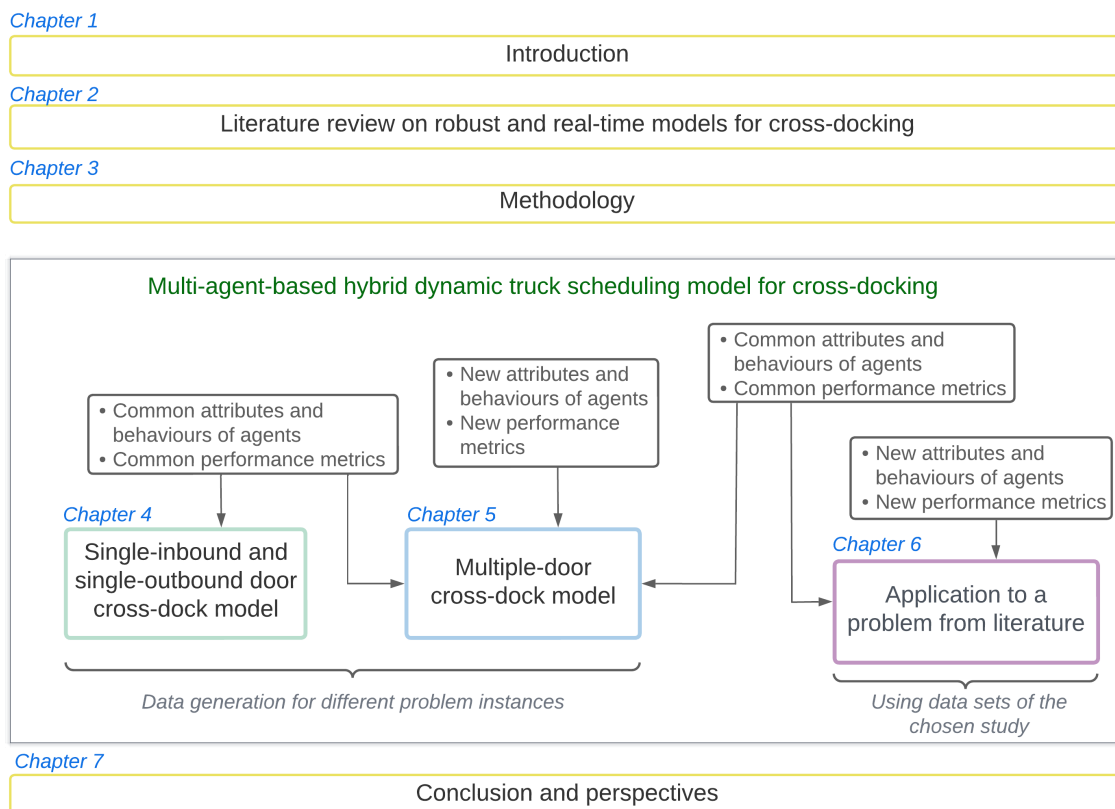 Chapter 1
Introduction
Chapter 2
Literature review on robust and real-time models for cross-docking
Chapter 3
Methodology
Multi-agent-based hybrid dynamic truck scheduling model for cross-docking
• Common attributes and
behaviours of agents
• Common performance metrics
• New attributes and
behaviours of agents
• New performance
metrics
• Common attributes and
behaviours of agents
• Common performance metrics
• New attributes and
behaviours of agents
• New performance metrics
Chapter 4
Single-inbound and
single-outbound door
cross-dock model
Chapter 5
Multiple-door
cross-dock model
Chapter 6
Application to a
problem from literature
Data generation for different problem instances
Using data sets of the
chosen study
Chapter 7
Conclusion and perspectives